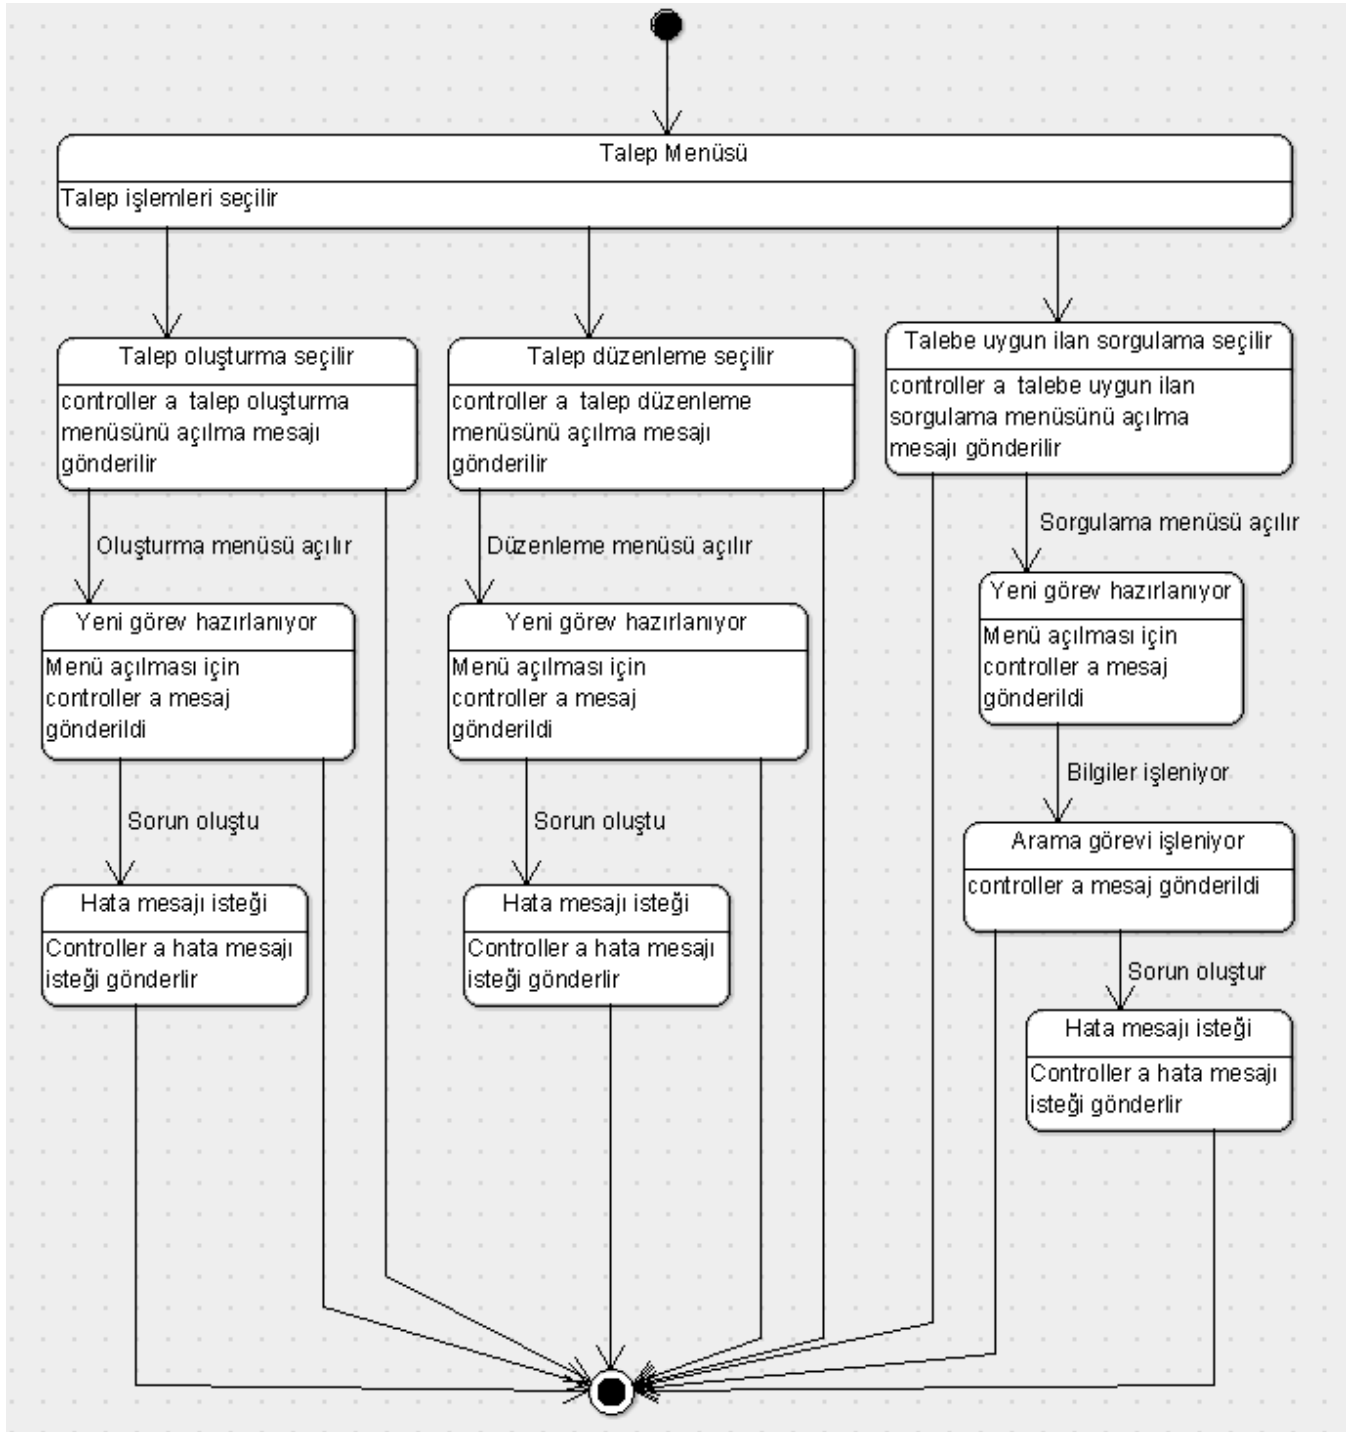 Talep Menüsü
Talep işlemleri seçilir
Talep oluşturma seçilir
controller a talep oluşturma
menüsünü açılma mesajı
gönderilir
Talep düzenleme seçilir
controller a talep düzenleme
menüsünü açılma mesajı
gönderilir
Talebe uygun ilan sorgulama seçilir
controller a talebe uygun ilan
sorgulama menüsünü açılma
mesajı gönderilir
Oluşturma menüsü açılır
Düzenleme menüsü açılır
Sorgulama menüsü açılır
Yeni görev hazırlanıyor
Menü açılması için
controller a mesaj
gönderildi
Yeni görev hazırlanıyor
Menü açılması için
controller a mesaj
gönderildi
Yeni görev hazırlanıyor
Menü açılması için
controller a mesaj
gönderildi
Sorun oluştu
Sorun oluştu
Bilgiler işleniyor
Hata mesajı isteği
Controller a hata mesajı
isteği gönderlir
Hata mesajı isteği
Controller a hata mesajı
isteği gönderlir
Arama görevi işleniyor
controller a mesaj gönderildi
Sorun oluştur
Hata mesajı isteği
Controller a hata mesajı
isteği gönderlir